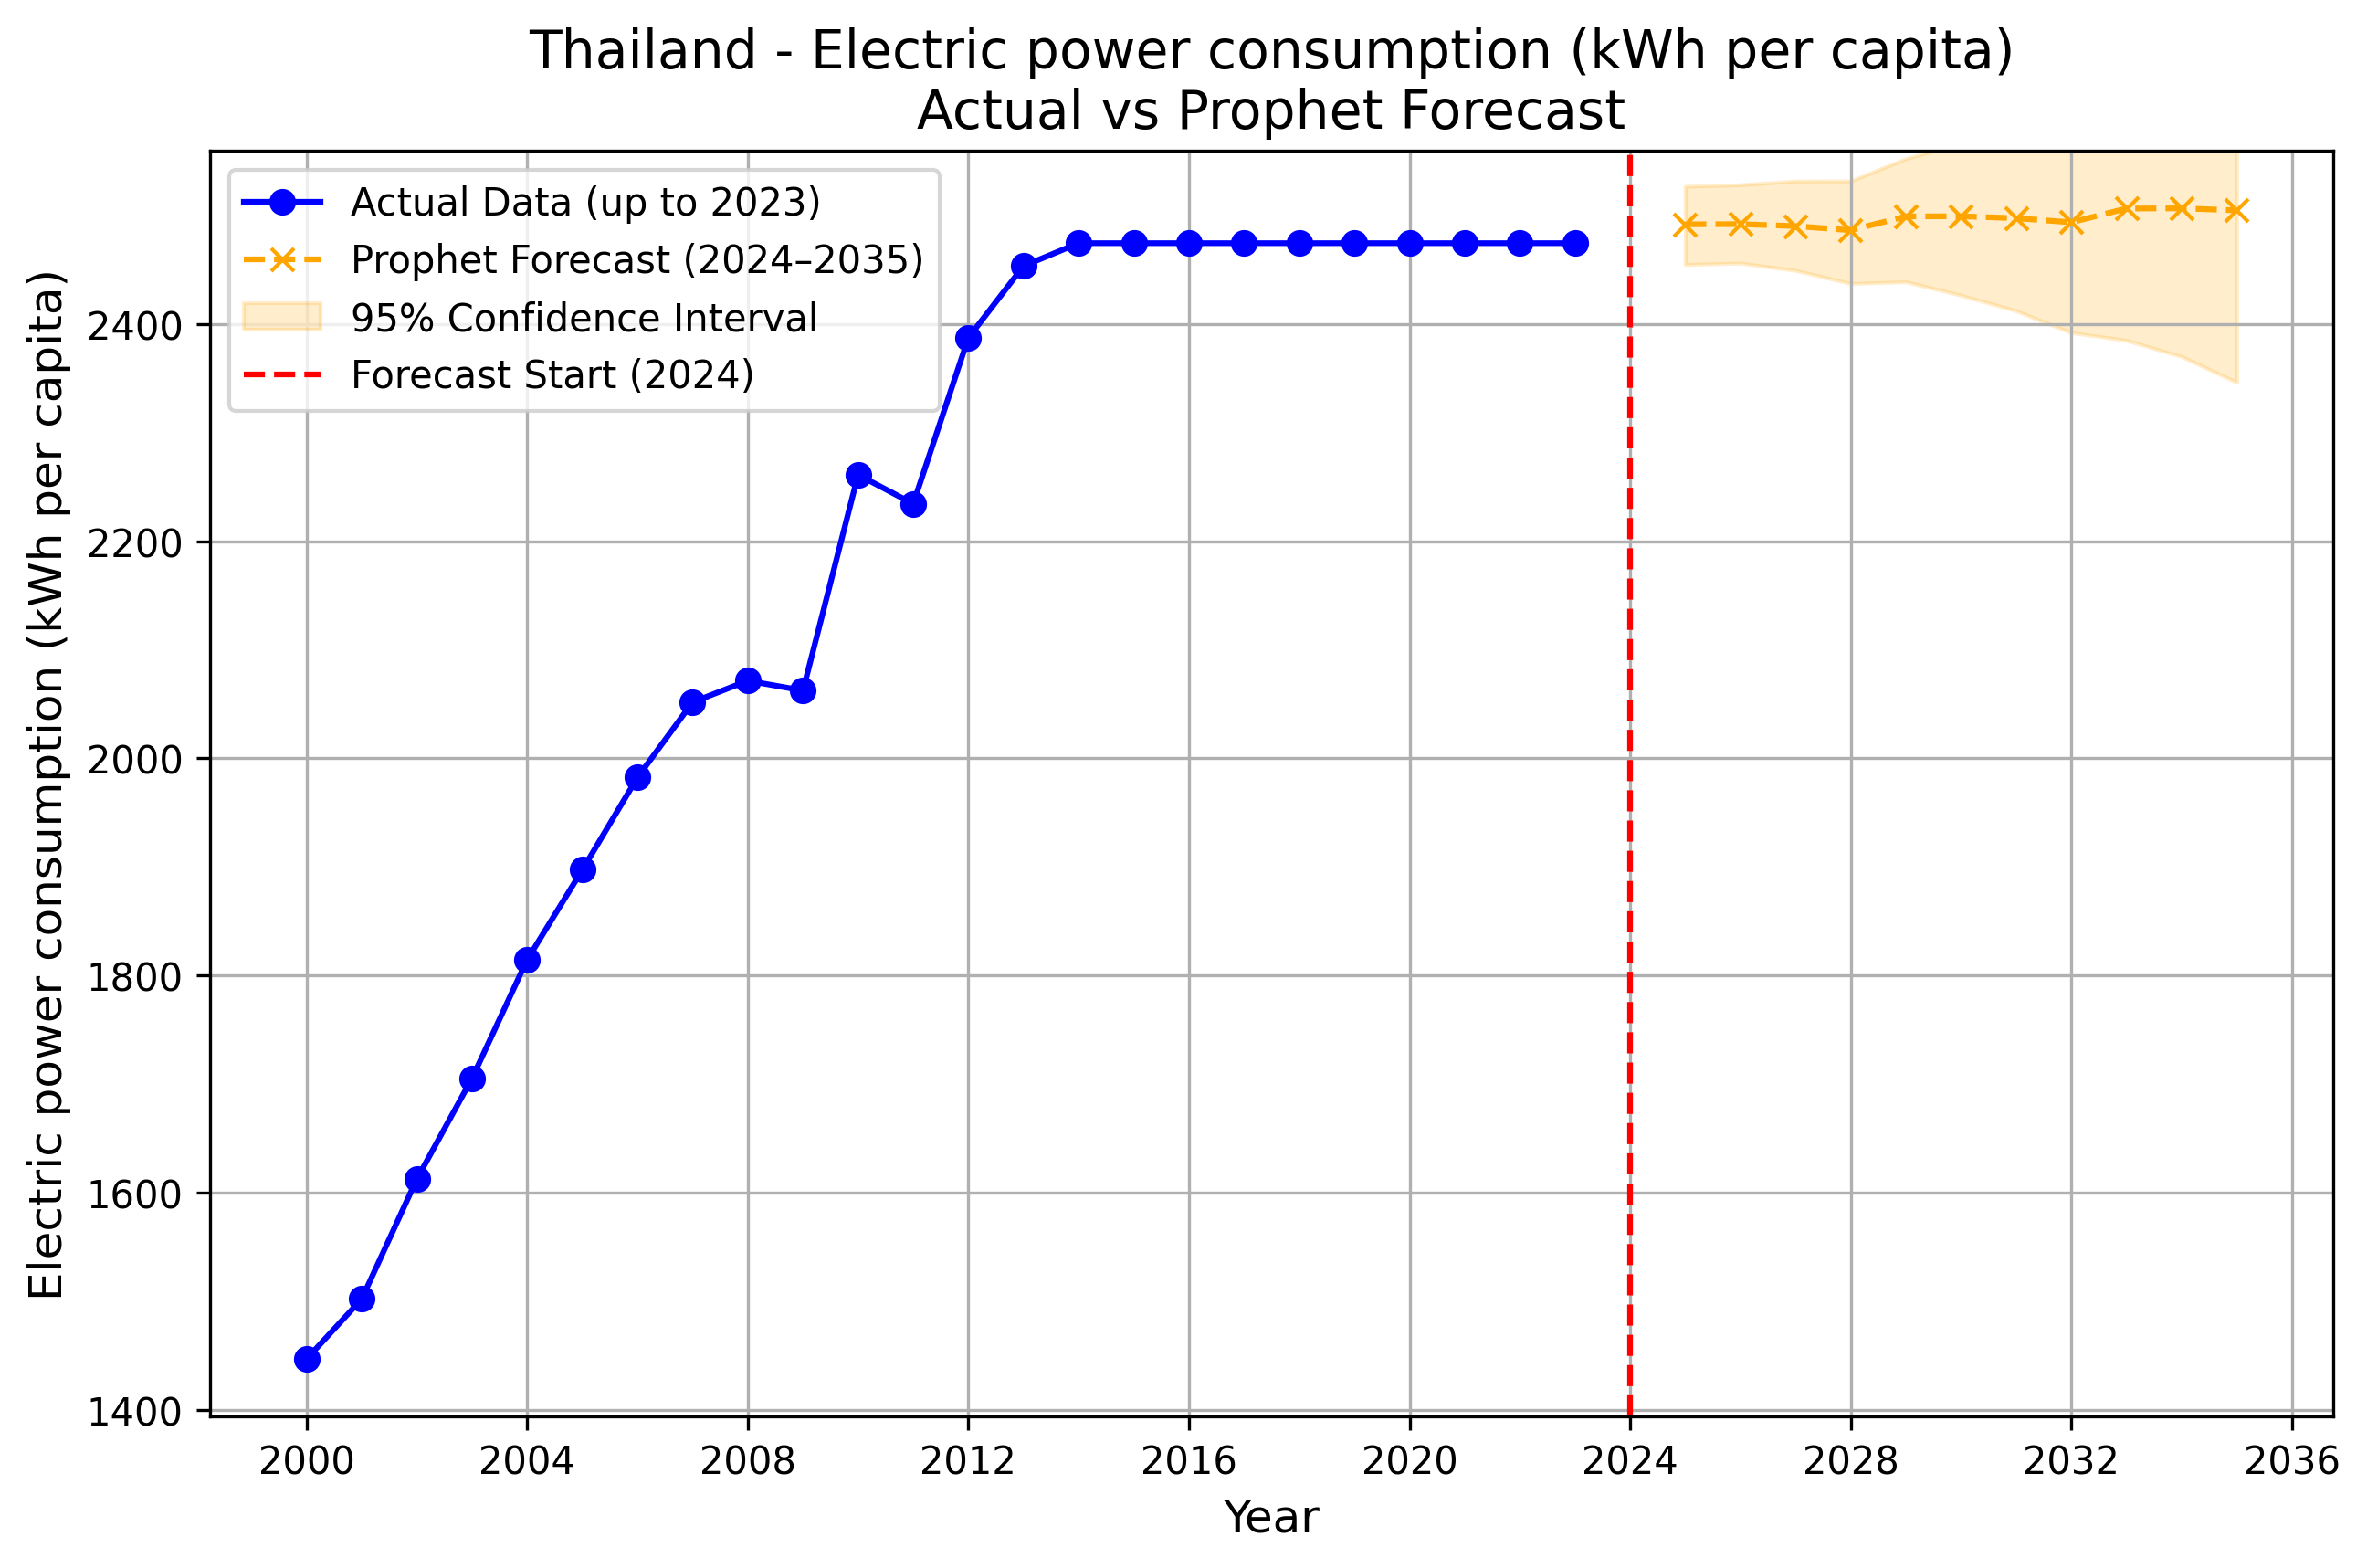 Thailand - Electric power consumption (kWh per capita)
Actual vs Prophet Forecast
Actual Data (up to 2023)
Prophet Forecast (2024–2035)
95% Confidence Interval
Forecast Start (2024)
Electric power consumption (kWh per capita)
2400
2200
2000
1800
1600
1400
2000 2004 2008 2012 2016 2020 2024 2028 2032 2036
Year